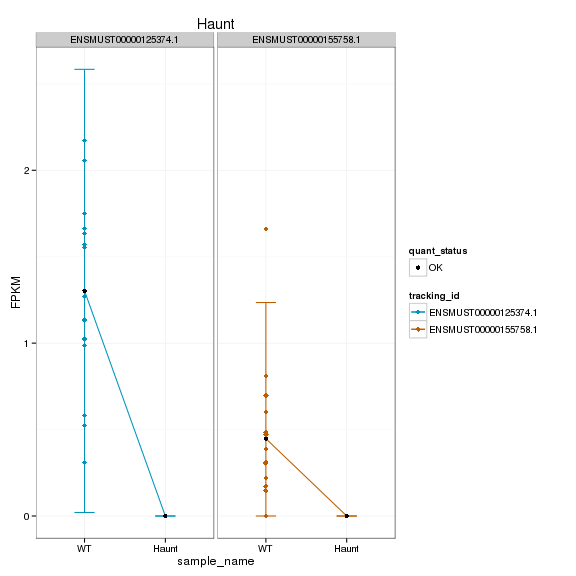 Haunt
ENSMUST00000125374.1
ENSMUST00000155758.1
2
1
0
FPKM
WT
Haunt
WT
Haunt
sample_name
quant_status
OK
tracking_id
ENSMUST00000125374.1
ENSMUST00000155758.1